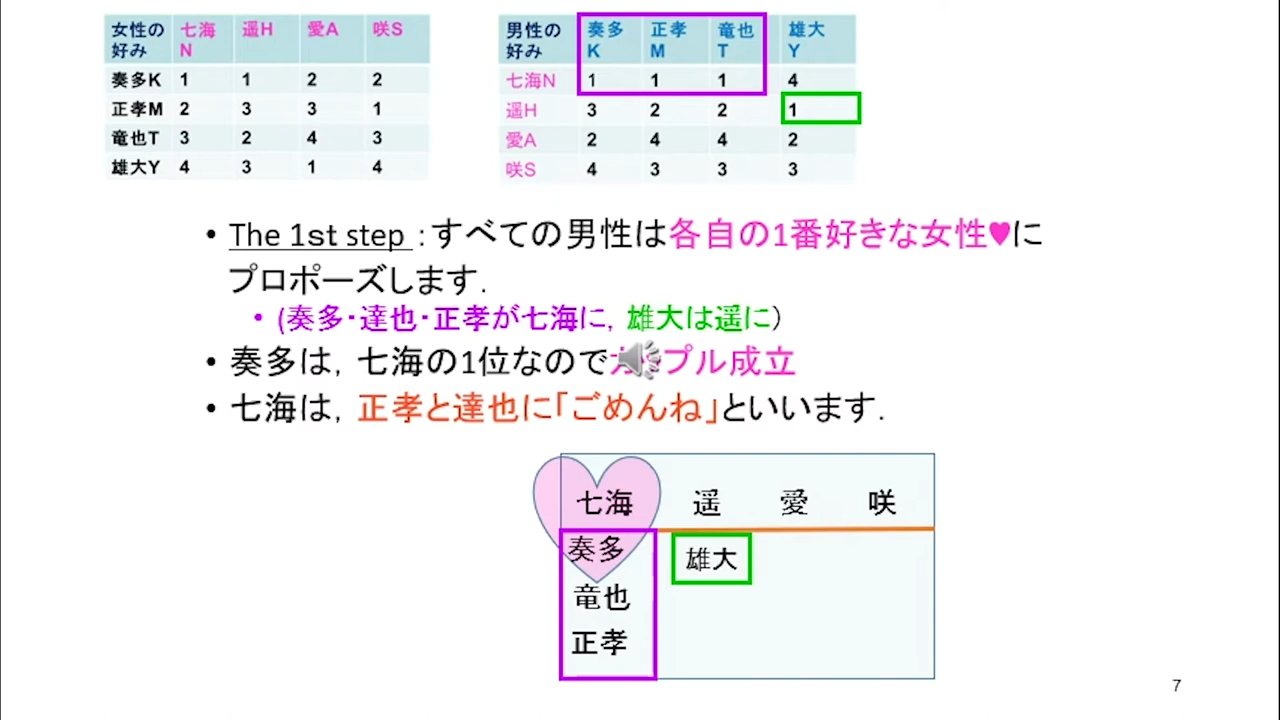 女性の好み 七海N 遥H 愛A 咲S
奏多K 1 1 2 2
正孝M 2 3 3 1
竜也T 3 2 4 3
雄大Y 4 3 1 4
男性の好み 奏多K 正孝M 竜也T 雄大Y
七海N 1 1 1 4
遥H 3 2 2 1
愛A 2 4 4 2
咲S 4 3 3 3
• The 1st step :すべての男性は各自の1番好きな女性♥に
プロポーズします.
• (奏多・達也・正孝が七海に, 雄大は遥に)
• 奏多は, 七海の1位なので プル成立
• 七海は, 正孝と達也に「ごめんね」といいます.
七海 遥 愛 咲
奏多 雄大
竜也
正孝
7